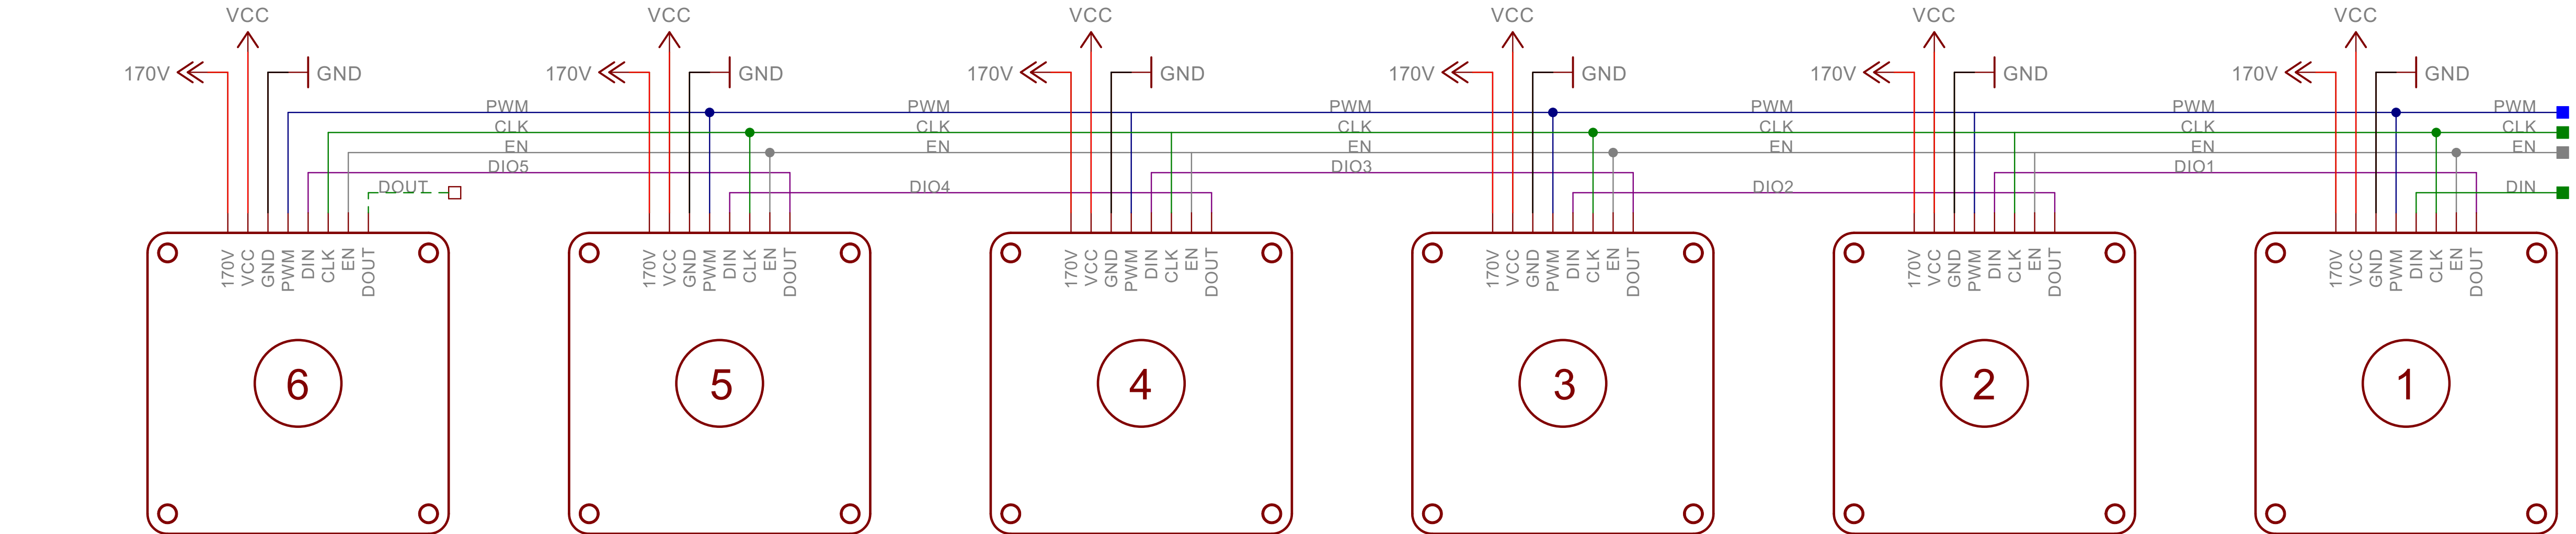 VCC VCC VCC VCC VCC VCC
170V GND 170V GND 170V GND 170V GND 170V GND 170V GND
PWM PWM PWM PWM PWM PWM
CLK CLK CLK CLK CLK CLK
EN EN EN EN EN EN
DIO5 DIO3 DIO1
DOUT DIO4 DIO2 DIN
170V VCC GND PWM DIN CLK EN DOUT
170V VCC GND PWM DIN CLK EN DOUT
170V VCC GND PWM DIN CLK EN DOUT
170V VCC GND PWM DIN CLK EN DOUT
170V VCC GND PWM DIN CLK EN DOUT
170V VCC GND PWM DIN CLK EN DOUT
6 5 4 3 2 1